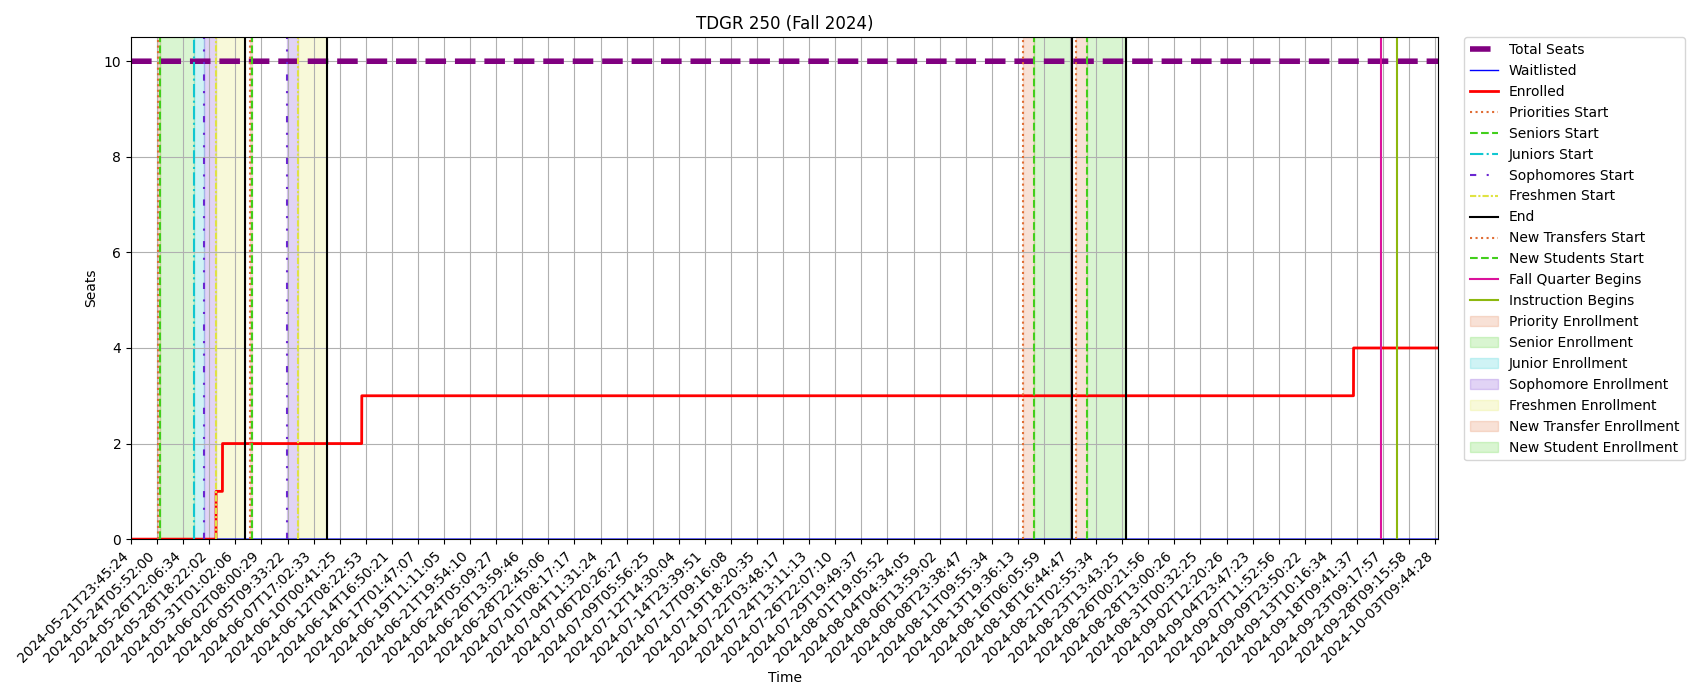 TDGR 250 (Fall 2024)
10
8
6
4
2
0
Seats
2024-05-21T23:45:24
2024-05-24T05:52:00
2024-05-26T12:06:34
2024-05-28T18:22:02
2024-05-31T01:02:06
2024-06-02T08:00:29
2024-06-05T09:33:22
2024-06-07T17:02:33
2024-06-10T00:41:25
2024-06-12T08:22:53
2024-06-14T16:50:21
2024-06-17T01:47:07
2024-06-19T11:11:05
2024-06-21T19:54:10
2024-06-24T05:09:27
2024-06-26T13:59:46
2024-06-28T22:45:06
2024-07-01T08:17:17
2024-07-04T11:31:24
2024-07-06T20:26:27
2024-07-09T05:56:25
2024-07-12T14:30:04
2024-07-14T23:39:51
2024-07-17T09:16:08
2024-07-19T18:20:35
2024-07-22T03:48:17
2024-07-24T13:11:13
2024-07-26T22:07:10
2024-07-29T19:49:37
2024-08-01T19:05:52
2024-08-04T04:34:05
2024-08-06T13:59:02
2024-08-08T23:38:47
2024-08-11T09:55:34
2024-08-13T19:36:13
2024-08-16T06:05:59
2024-08-18T16:44:47
2024-08-21T02:55:34
2024-08-23T13:43:25
2024-08-26T00:21:56
2024-08-28T13:00:26
2024-08-31T00:32:25
2024-09-02T12:20:26
2024-09-04T23:47:23
2024-09-07T11:52:56
2024-09-09T23:50:22
2024-09-13T10:16:34
2024-09-18T09:41:37
2024-09-23T09:17:57
2024-09-28T09:15:58
2024-10-03T09:44:28
Time
Total Seats
Waitlisted
Enrolled
Priorities Start
Seniors Start
Juniors Start
Sophomores Start
Freshmen Start
End
New Transfers Start
New Students Start
Fall Quarter Begins
Instruction Begins
Priority Enrollment
Senior Enrollment
Junior Enrollment
Sophomore Enrollment
Freshmen Enrollment
New Transfer Enrollment
New Student Enrollment